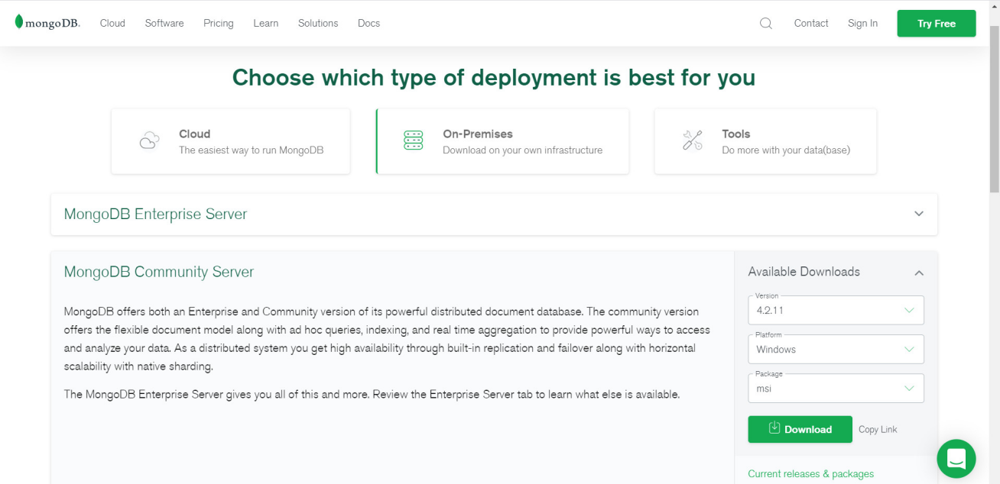 mongoDB.
Cloud
Software
Pricing
Learn
Solutions
Docs
Contact
Sign In
Try Free
Choose which type of deployment is best for you
Cloud
The easiest way to run MongoDB
On-Premises
Download on your own infrastructure
Tools
Do more with your data(base)
MongoDB Enterprise Server
MongoDB Community Server
MongoDB offers both an Enterprise and Community version of its powerful distributed document database. The community version
offers the flexible document model along with ad hoc queries, indexing, and real time aggregation to provide powerful ways to access
and analyze your data. As a distributed system you get high availability through built-in replication and failover along with horizontal
scalability with native sharding.
The MongoDB Enterprise Server gives you all of this and more. Review the Enterprise Server tab to learn what else is available.
Available Downloads
Version
4.2.11
Platform
Windows
Package
msi
Download
Copy Link
Current releases & packages